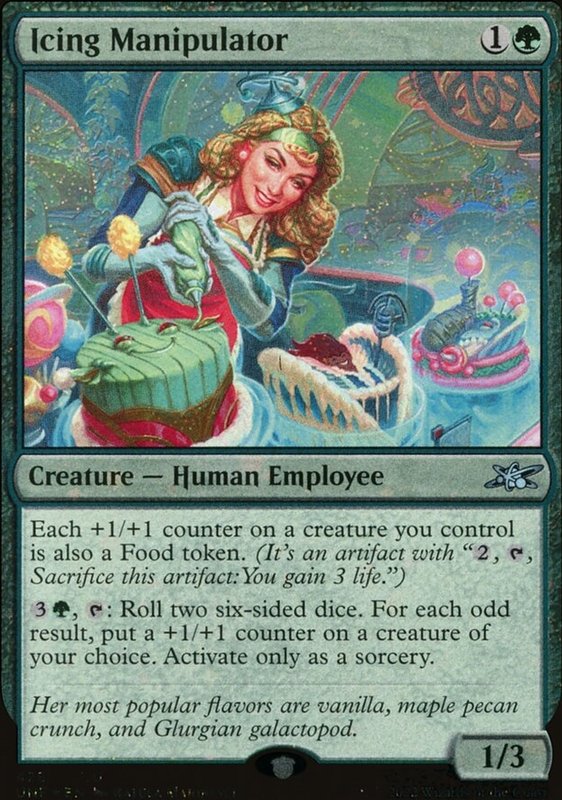 Icing Manipulator 1
Creature — Human Employee
Each +1/+1 counter on a creature you control
is also a Food token. (It's an artifact with “2, ,
Sacrifice this artifact:You gain 3 life.”)
3 , : Roll two six-sided dice. For each odd
result, put a +1/+1 counter on a creature of
your choice. Activate only as a sorcery.
Her most popular flavors are vanilla, maple pecan
crunch, and Glurgian galactopod.
1/3